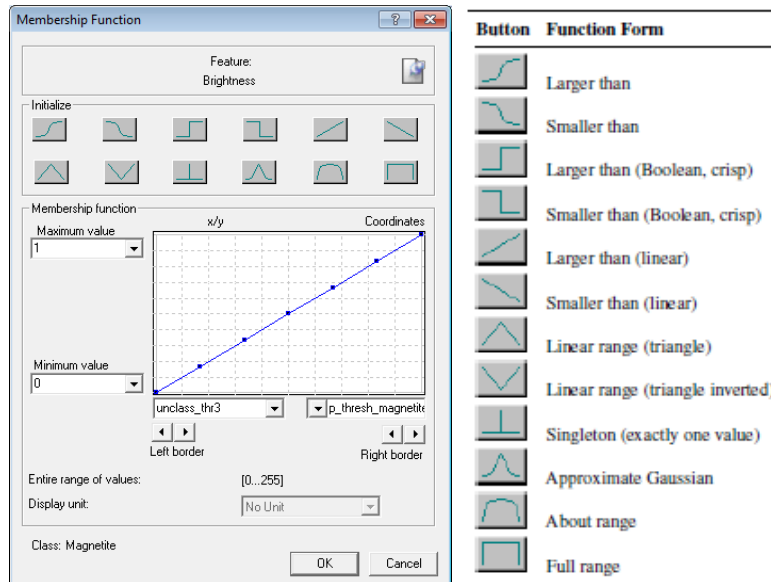 Membership Function
Feature:
Brightness
Initialize
Membership function
x/y
Coordinates
Maximum value
1
Minimum value
0
unclass_thr3
p_thresh_magnetite
Left border
Right border
Entire range of values:
[0...255]
Display unit:
No Unit
Class: Magnetite
OK
Cancel
Button Function Form
Larger than
Smaller than
Larger than (Boolean, crisp)
Smaller than (Boolean, crisp)
Larger than (linear)
Smaller than (linear)
Linear range (triangle)
Linear range (triangle inverted)
Singleton (exactly one value)
Approximate Gaussian
About range
Full range